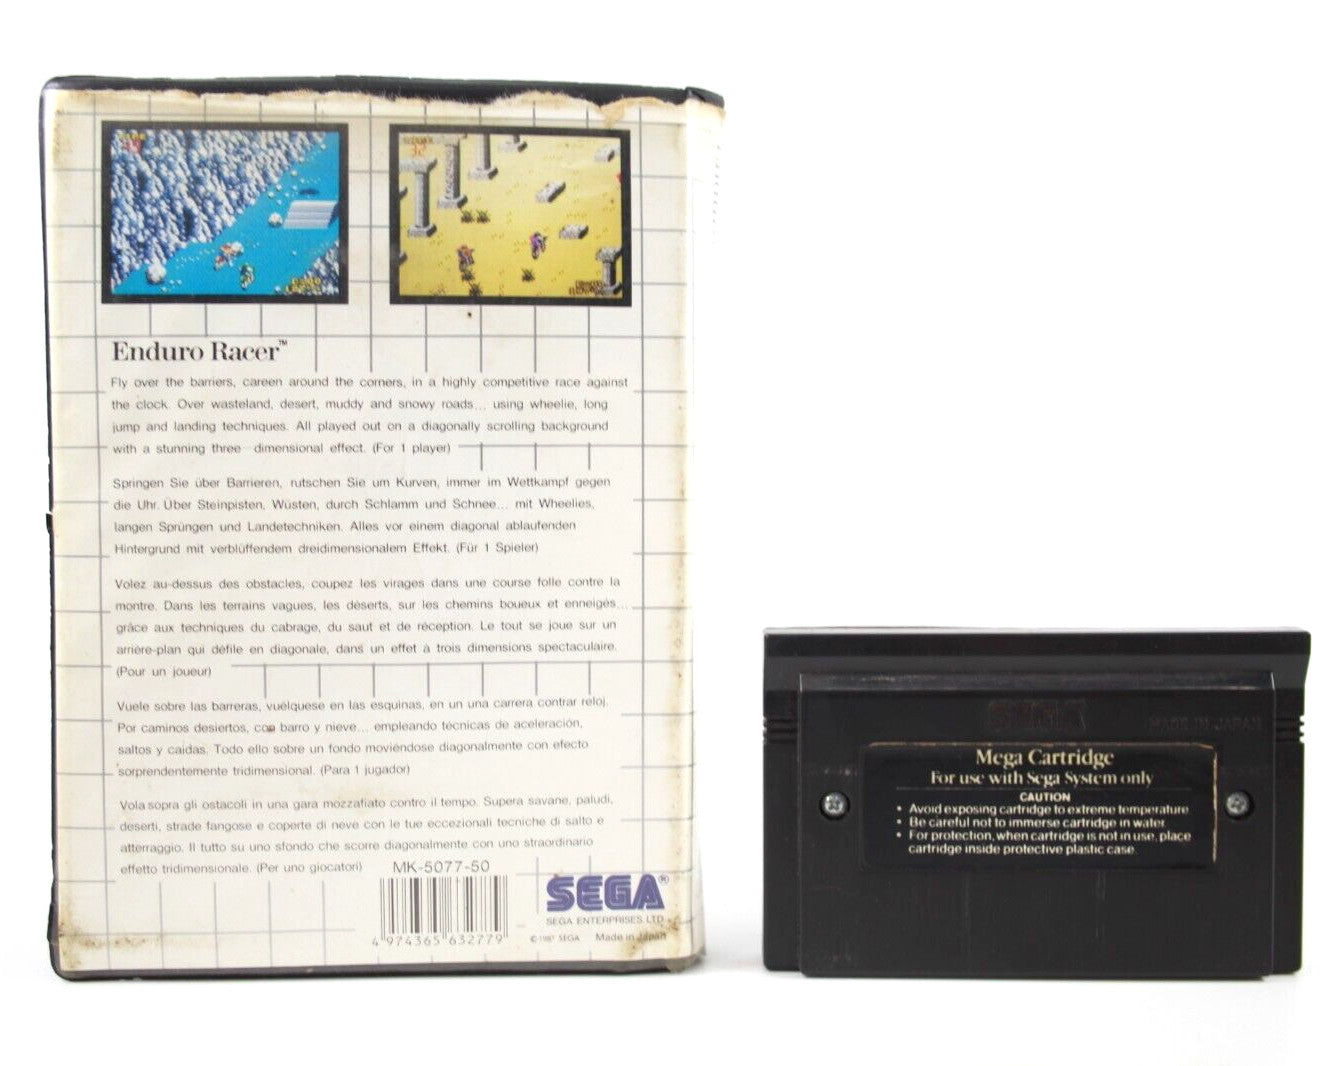 Enduro Racer™
Fly over the barriers, careen around the corners, in a highly competitive race against
the clock. Over wasteland, desert, muddy and snowy roads... using wheelie, long
jump and landing techniques. All played out on a diagonally scrolling background
with a stunning three- dimensional effect. (For 1 player)
Springen Sie über Barrieren, rutschen Sie um Kurven, immer im Wettkampf gegen
die Uhr. Über Steinpisten, Wüsten, durch Schlamm und Schnee... mit Wheelies,
langen Sprüngen und Landetechniken. Alles vor einem diagonal ablaufenden
Hintergrund mit verblüffendem dreidimensionalem Effekt. (Für 1 Spieler)
Volez au-dessus des obstacles, coupez les virages dans une course folle contre la
montre. Dans les terrains vagues, les déserts, sur les chemins boueux et enneigés...
grâce aux techniques du cabrage, du saut et de réception. Le tout se joue sur un
arrière-plan qui défile en diagonale, dans un effet à trois dimensions spectaculaire.
(Pour un joueur)
Vuele sobre las barreras, vuélquese en las esquinas, en un una carrera contrar reloj.
Por caminos desiertos, con barro y nieve... empleando técnicas de aceleración,
saltos y caidas. Todo ello sobre un fondo moviéndose diagonalmente con efecto
sorprendentemente tridimensional. (Para 1 jugador)
Vola sopra gli ostacoli in una gara mozzafiato contro il tempo. Supera savane, paludi,
deserti, strade fangose e coperte di neve con le tue eccezionali tecniche di salto e
atterraggio. Il tutto su uno sfondo che scorre diagonalmente con uno straordinario
effetto tridimensionale. (Per uno giocatori)
MK-5077-50
4 974365 632779
SEGA®
SEGA ENTERPRISES, LTD.
©1987 SEGA Made in Japan
SEGA
MADE IN JAPAN
Mega Cartridge
For use with Sega System only
CAUTION
• Avoid exposing cartridge to extreme temperature.
• Be careful not to immerse cartridge in water.
• For protection, when cartridge is not in use, place
cartridge inside protective plastic case.